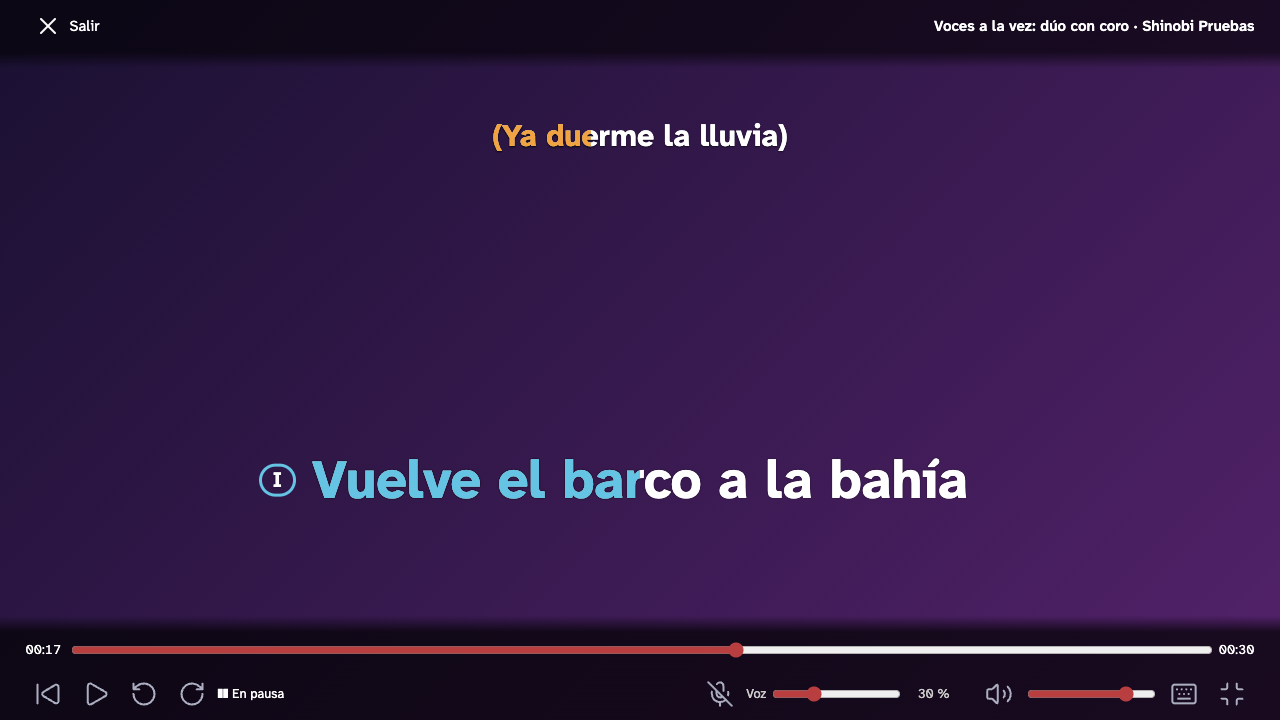 Salir
Voces a la vez: dúo con coro · Shinobi Pruebas
(Ya duerme la lluvia)
I Vuelve el barco a la bahía
00:17
00:30
En pausa
Voz
30 %